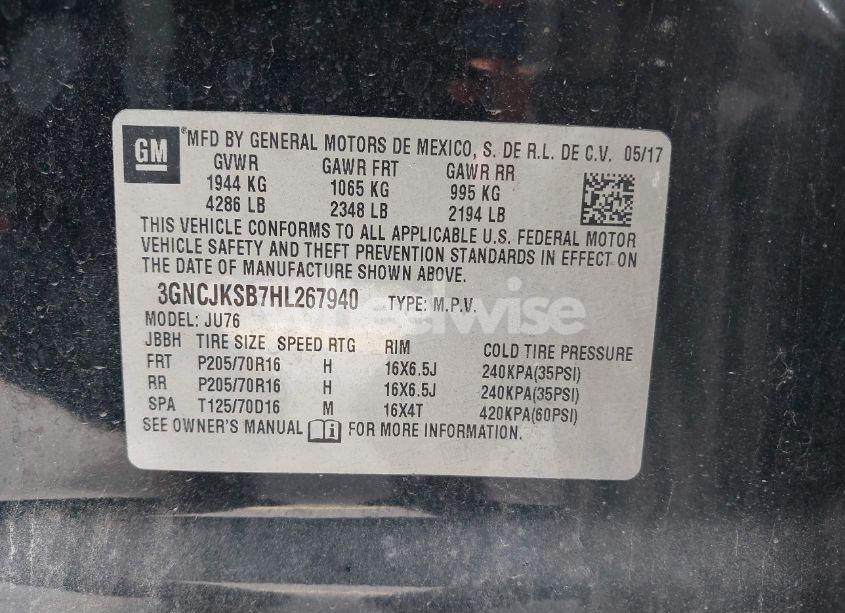 GM
MFD BY GENERAL MOTORS DE MEXICO, S. DE R.L. DE C.V. 05/17
GVWR GAWR FRT GAWR RR
1944 KG 1065 KG 995 KG
4286 LB 2348 LB 2194 LB
THIS VEHICLE CONFORMS TO ALL APPLICABLE U.S. FEDERAL MOTOR
VEHICLE SAFETY AND THEFT PREVENTION STANDARDS IN EFFECT ON
THE DATE OF MANUFACTURE SHOWN ABOVE.
3GNCJKSB7HL267940 TYPE: M.P.V.
wheelwise
MODEL: JU76
JBBH TIRE SIZE SPEED RTG RIM COLD TIRE PRESSURE
FRT P205/70R16 H 16X6.5J 240KPA(35PSI)
RR P205/70R16 H 16X6.5J 240KPA(35PSI)
SPA T125/70D16 M 16X4T 420KPA(60PSI)
SEE OWNER'S MANUAL FOR MORE INFORMATION.